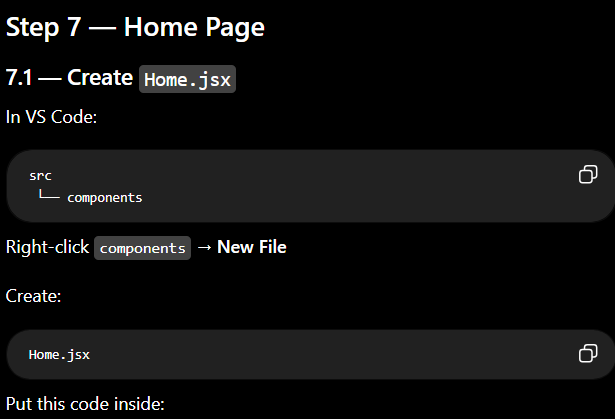 Step 7 — Home Page
7.1 — Create Home.jsx
In VS Code:
src
└── components
Right-click components → New File
Create:
Home.jsx
Put this code inside: